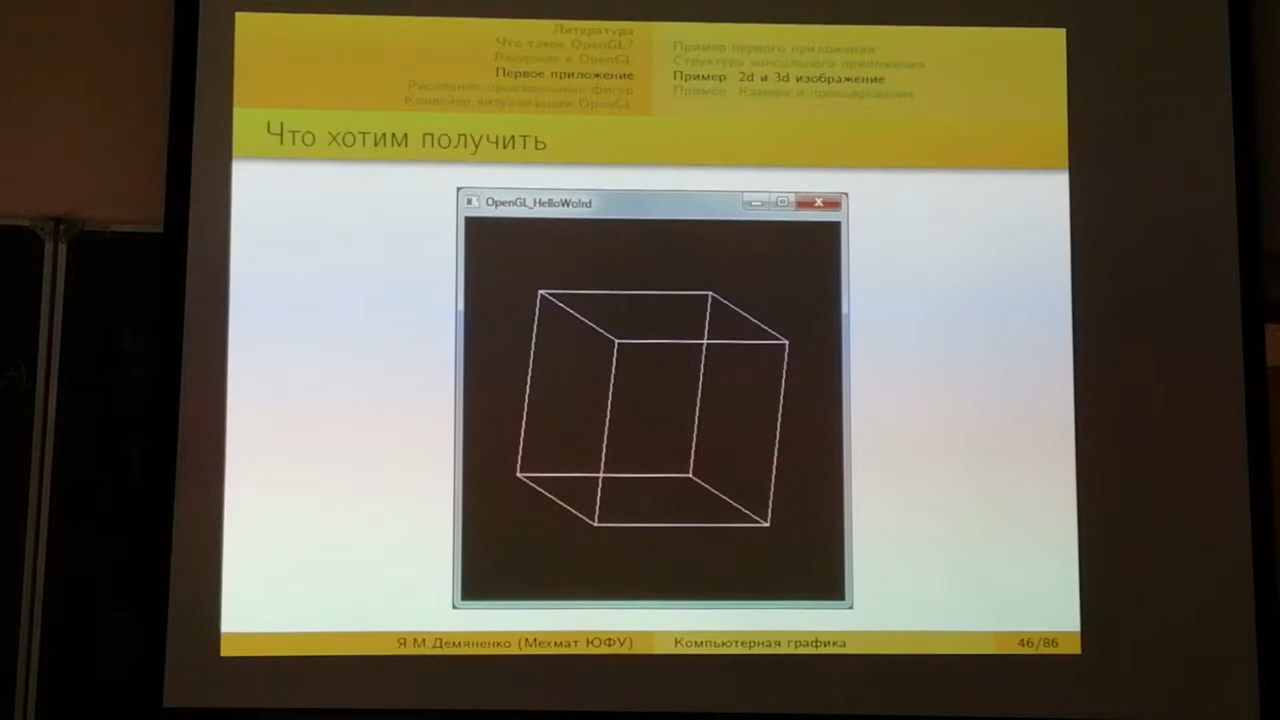 Литература
Что такое OpenGL?
Введение в OpenGL
Первое приложение
Рисование произвольных фигур
Конвейер визуализации OpenGL
Пример первого приложения
Структура консольного приложения
Пример 2d и 3d изображение
Пример Камера и проецирование
Что хотим получить
OpenGL_HelloWolrd
Я.М.Демяненко (Мехмат ЮФУ)
Компьютерная графика
46/86